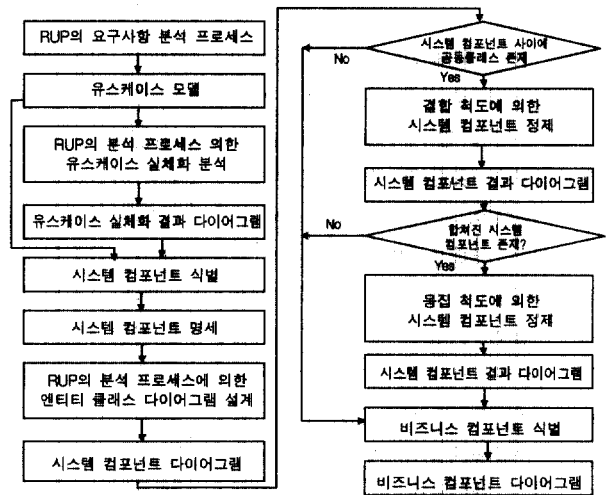 RUP의 요구사항 분석 프로세스
유스케이스 모델
RUP의 분석 프로세스 의한
유스케이스 실체화 분석
유스케이스 실체화 결과 다이어그램
시스템 컴포넌트 식별
시스템 컴포넌트 명세
RUP의 분석 프로세스에 의한
엔티티 클래스 다이어그램 설계
시스템 컴포넌트 다이어그램
시스템 컴포넌트 사이에
공통클래스 존재
No
Yes
결합 척도에 의한
시스템 컴포넌트 정제
시스템 컴포넌트 결과 다이어그램
합쳐진 시스템
컴포넌트 존재?
No
Yes
응집 척도에 의한
시스템 컴포넌트 정제
시스템 컴포넌트 결과 다이어그램
비즈니스 컴포넌트 식별
비즈니스 컴포넌트 다이어그램